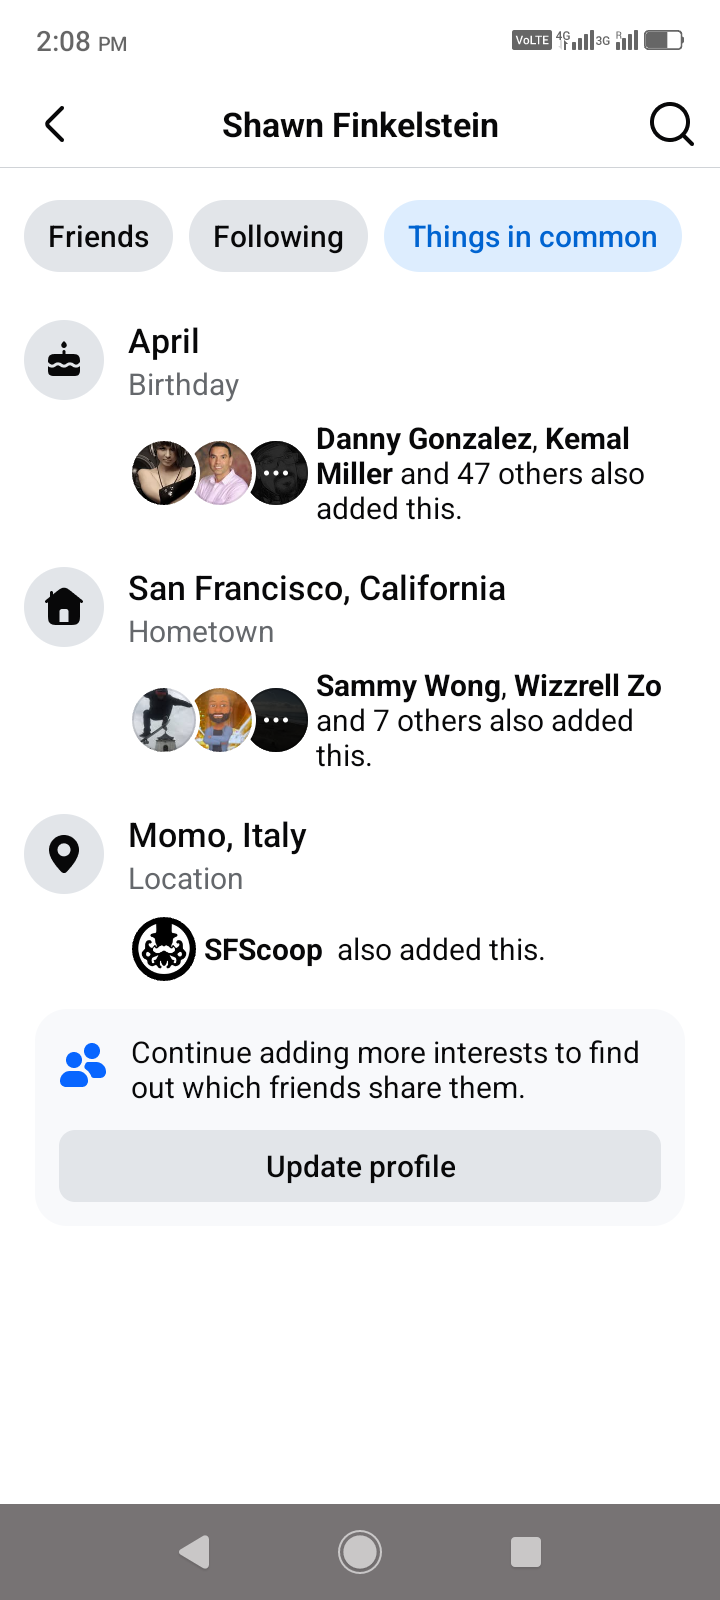 2:08 PM
VoLTE 4G 3G R
Shawn Finkelstein
Friends
Following
Things in common
April
Birthday
Danny Gonzalez, Kemal
Miller and 47 others also
added this.
San Francisco, California
Hometown
Sammy Wong, Wizzrell Zo
and 7 others also added
this.
Momo, Italy
Location
SFScoop also added this.
Continue adding more interests to find
out which friends share them.
Update profile